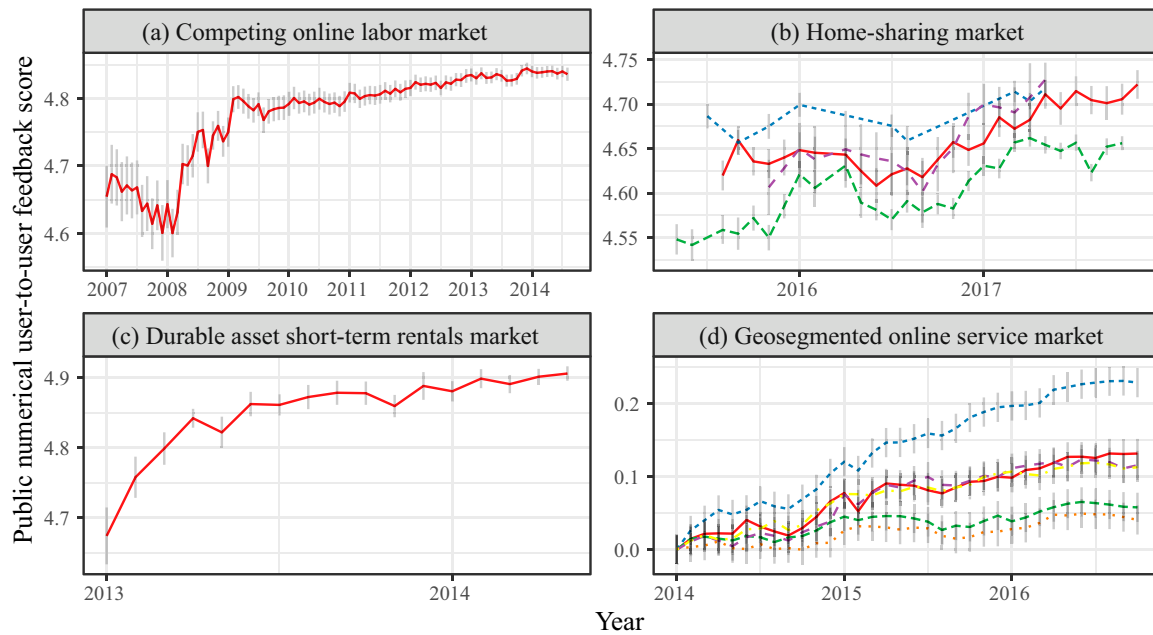 Public numerical user-to-user feedback score
(a) Competing online labor market
4.8
4.7
4.6
2007 2008 2009 2010 2011 2012 2013 2014
(b) Home-sharing market
4.75
4.70
4.65
4.60
4.55
2016 2017
(c) Durable asset short-term rentals market
4.9
4.8
4.7
2013 2014
(d) Geosegmented online service market
0.2
0.1
0.0
2014 2015 2016
Year